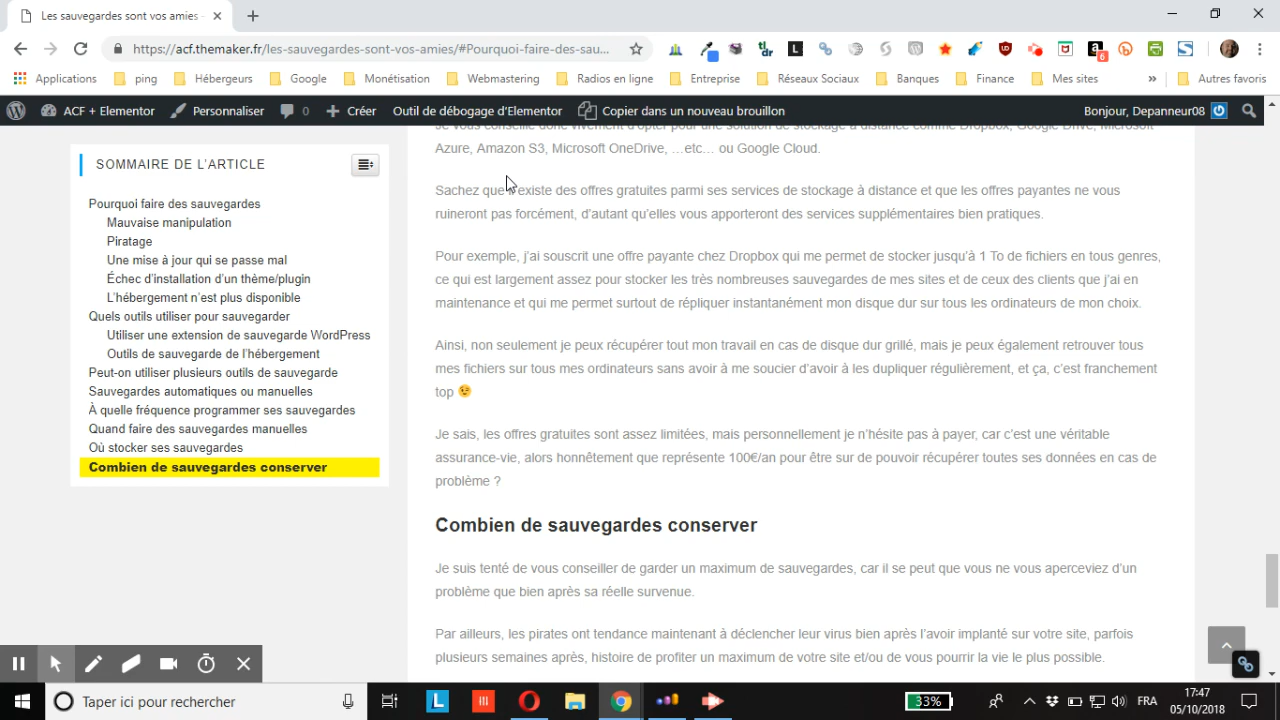 Les sauvegardes sont vos amies
https://acf.themaker.fr/les-sauvegardes-sont-vos-amies/#Pourquoi-faire-des-sau...
Applications ping Hébergeurs Google Monétisation Webmastering Radios en ligne Entreprise Réseaux Sociaux Banques Finance Mes sites » Autres favoris
ACF + Elementor Personnaliser 0 Créer Outil de débogage d'Elementor Copier dans un nouveau brouillon Bonjour, Depanneur08
SOMMAIRE DE L'ARTICLE
Pourquoi faire des sauvegardes
Mauvaise manipulation
Piratage
Une mise à jour qui se passe mal
Échec d'installation d'un thème/plugin
L'hébergement n'est plus disponible
Quels outils utiliser pour sauvegarder
Utiliser une extension de sauvegarde WordPress
Outils de sauvegarde de l'hébergement
Peut-on utiliser plusieurs outils de sauvegarde
Sauvegardes automatiques ou manuelles
À quelle fréquence programmer ses sauvegardes
Quand faire des sauvegardes manuelles
Où stocker ses sauvegardes
Combien de sauvegardes conserver
Je vous conseille donc vivement d'opter pour une solution de stockage à distance comme Dropbox, Google Drive, Microsoft
Azure, Amazon S3, Microsoft OneDrive, …etc… ou Google Cloud.
Sachez que existe des offres gratuites parmi ses services de stockage à distance et que les offres payantes ne vous
ruineront pas forcément, d'autant qu'elles vous apporteront des services supplémentaires bien pratiques.
Pour exemple, j'ai souscrit une offre payante chez Dropbox qui me permet de stocker jusqu'à 1 To de fichiers en tous genres,
ce qui est largement assez pour stocker les très nombreuses sauvegardes de mes sites et de ceux des clients que j'ai en
maintenance et qui me permet surtout de répliquer instantanément mon disque dur sur tous les ordinateurs de mon choix.
Ainsi, non seulement je peux récupérer tout mon travail en cas de disque dur grillé, mais je peux également retrouver tous
mes fichiers sur tous mes ordinateurs sans avoir à me soucier d'avoir à les dupliquer régulièrement, et ça, c'est franchement
top 😉
Je sais, les offres gratuites sont assez limitées, mais personnellement je n'hésite pas à payer, car c'est une véritable
assurance-vie, alors honnêtement que représente 100€/an pour être sur de pouvoir récupérer toutes ses données en cas de
problème ?
Combien de sauvegardes conserver
Je suis tenté de vous conseiller de garder un maximum de sauvegardes, car il se peut que vous ne vous aperceviez d'un
problème que bien après sa réelle survenue.
Par ailleurs, les pirates ont tendance maintenant à déclencher leur virus bien après l'avoir implanté sur votre site, parfois
plusieurs semaines après, histoire de profiter un maximum de votre site et/ou de vous pourrir la vie le plus possible.
Taper ici pour rechercher
33%
FRA
17:47
05/10/2018